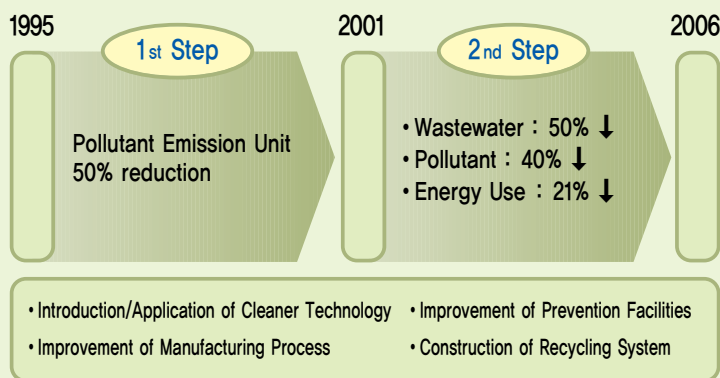 1995
2001
2006
1st Step
2nd Step
Pollutant Emission Unit
50% reduction
• Wastewater : 50% ↓
• Pollutant : 40% ↓
• Energy Use : 21% ↓
• Introduction/Application of Cleaner Technology
• Improvement of Prevention Facilities
• Improvement of Manufacturing Process
• Construction of Recycling System